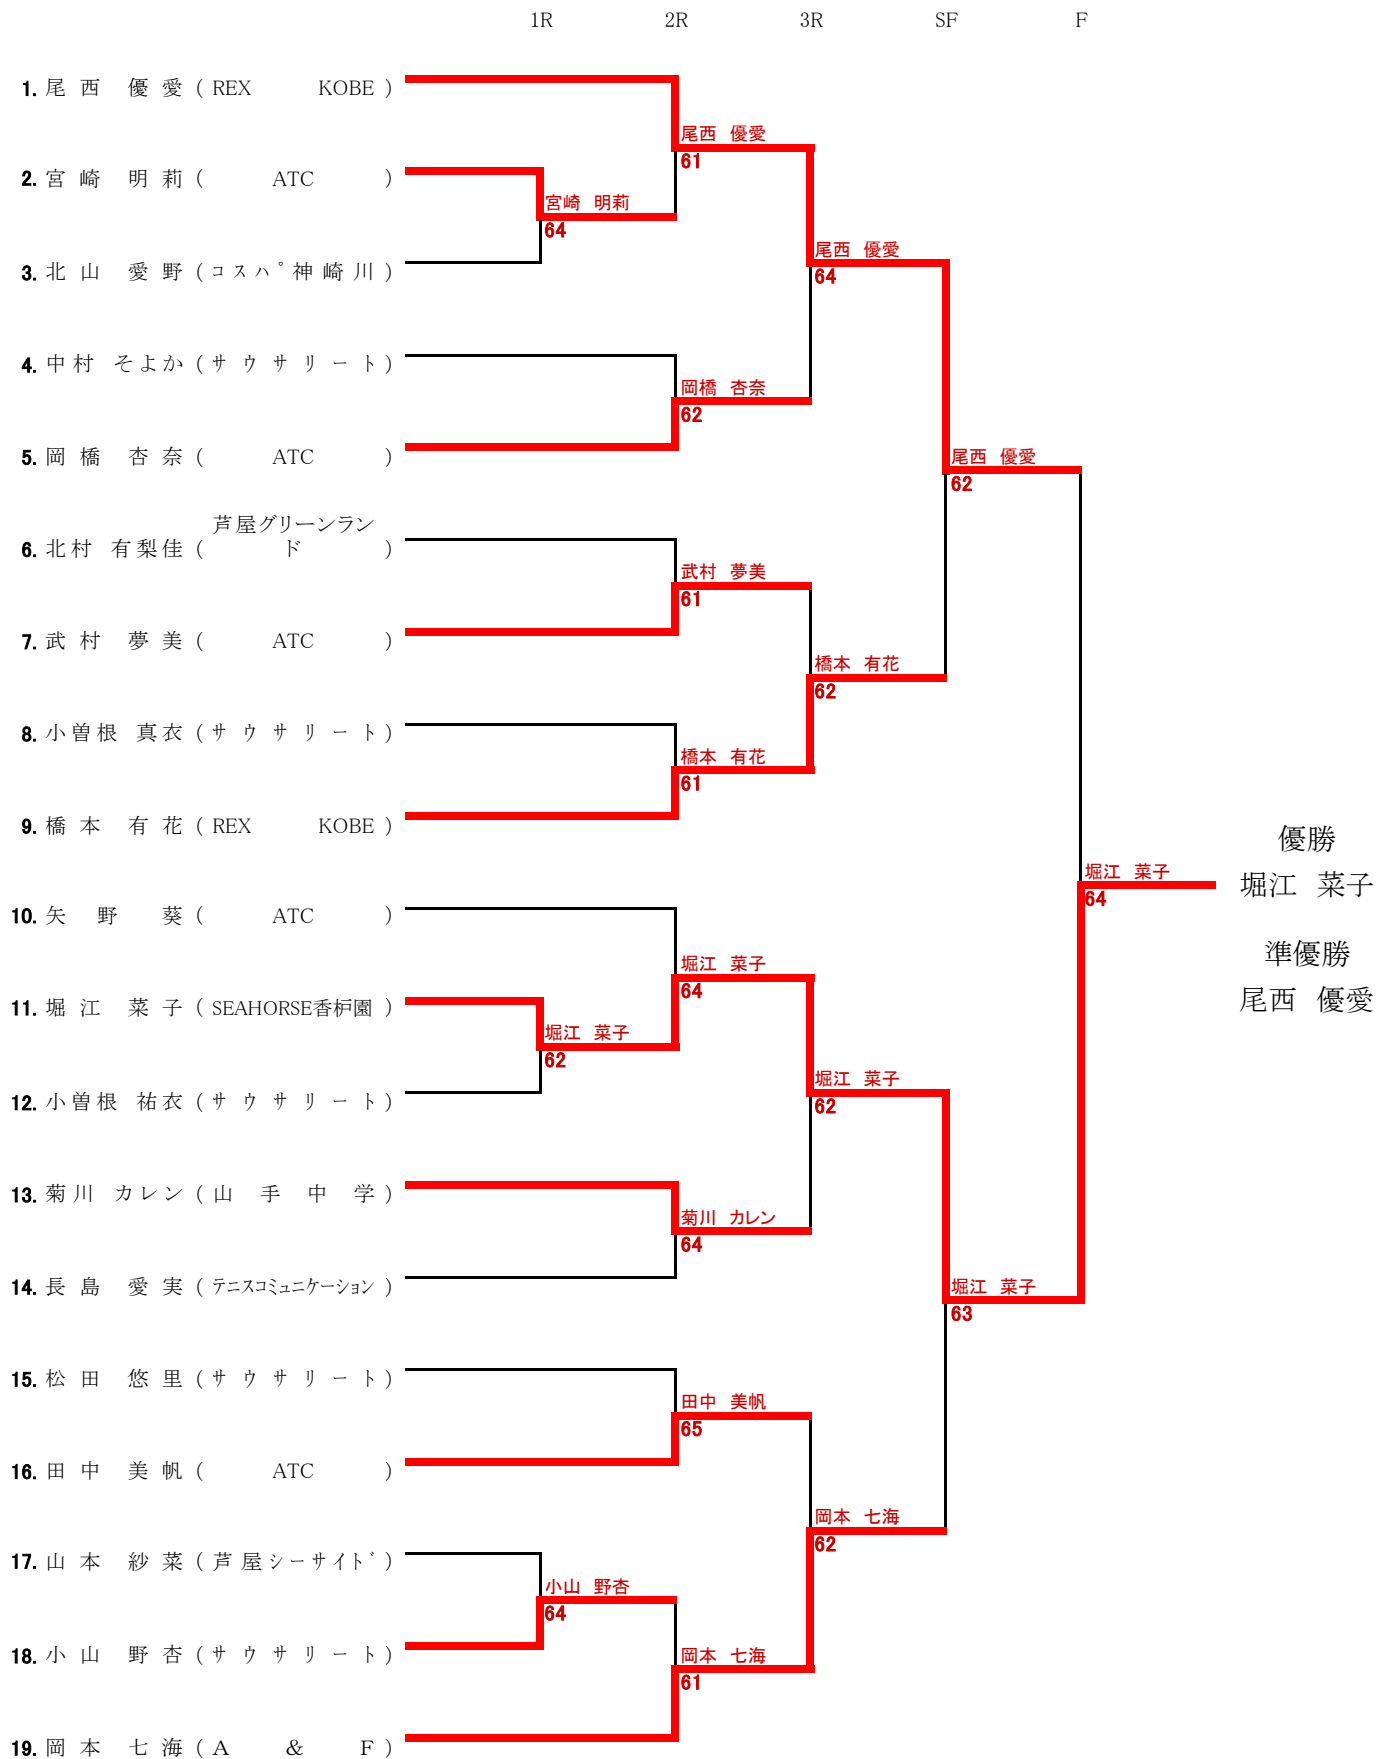 1R 2R 3R SF F
1. 尾西 優愛 ( REX KOBE )
尾西 優愛
61
2. 宮崎 明莉 ( ATC )
宮崎 明莉
64
尾西 優愛
64
3. 北山 愛野 ( コスパ神崎川 )
4. 中村 そよか ( サウサリート )
岡橋 杏奈
62
5. 岡橋 杏奈 ( ATC )
尾西 優愛
62
6. 北村 有梨佳 ( 芦屋グリーンランド )
武村 夢美
61
7. 武村 夢美 ( ATC )
橋本 有花
62
8. 小曽根 真衣 ( サウサリート )
橋本 有花
61
9. 橋本 有花 ( REX KOBE )
優勝
堀江 菜子
64
堀江 菜子
10. 矢野 葵 ( ATC )
準優勝
尾西 優愛
堀江 菜子
64
11. 堀江 菜子 ( SEAHORSE香枦園 )
堀江 菜子
62
堀江 菜子
62
12. 小曽根 祐衣 ( サウサリート )
13. 菊川 カレン ( 山手中学 )
菊川 カレン
64
14. 長島 愛実 ( テニスコミュニケーション )
堀江 菜子
63
15. 松田 悠里 ( サウサリート )
田中 美帆
65
16. 田中 美帆 ( ATC )
岡本 七海
62
17. 山本 紗菜 ( 芦屋シーサイド )
小山 野杏
64
18. 小山 野杏 ( サウサリート )
岡本 七海
61
19. 岡本 七海 ( A & F )